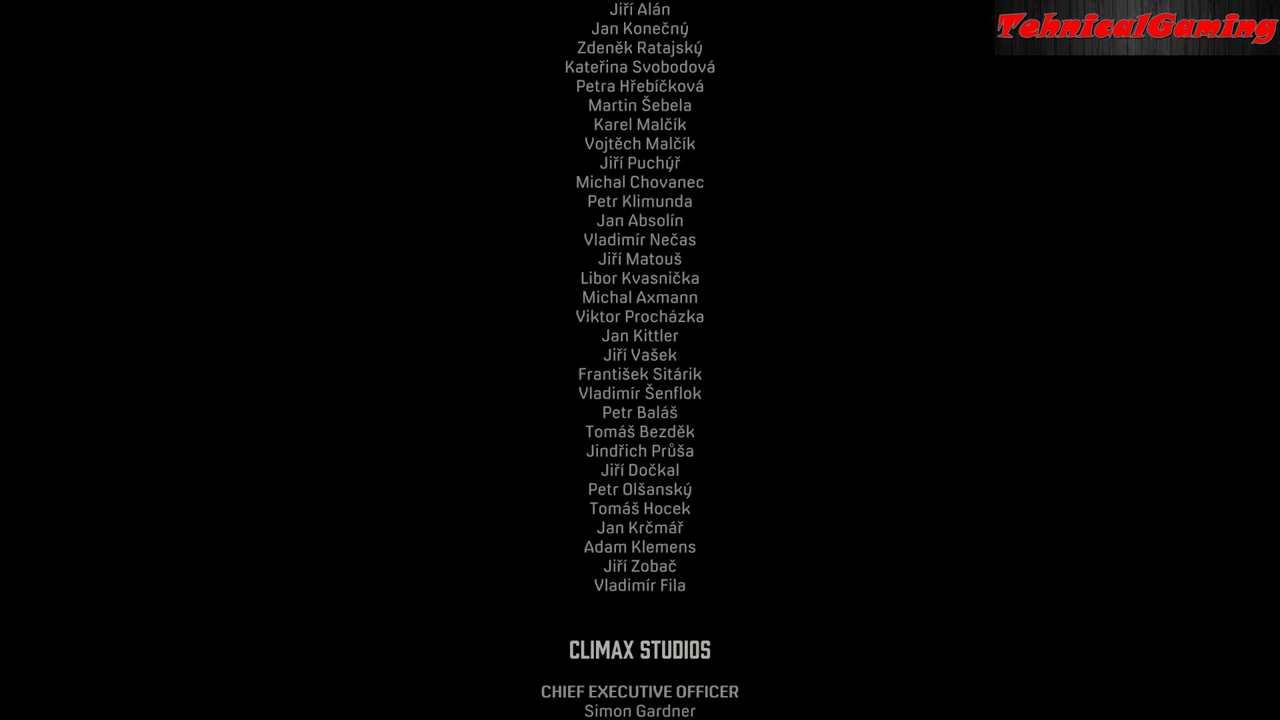 Jiří Alán
TehnicalGaming
Jan Konečný
Zdeněk Ratajský
Kateřina Svobodová
Petra Hřebíčková
Martin Šebela
Karel Malčík
Vojtěch Malčík
Jiří Puchýř
Michal Chovanec
Petr Klimunda
Jan Absolín
Vladimír Nečas
Jiří Matouš
Libor Kvasnička
Michal Axmann
Viktor Procházka
Jan Kittler
Jiří Vašek
František Sitárik
Vladimír Šenflok
Petr Baláš
Tomáš Bezděk
Jindřich Průša
Jiří Dočkal
Petr Olšanský
Tomáš Hocek
Jan Krčmář
Adam Klemens
Jiří Zobač
Vladimír Fila
CLIMAX STUDIOS
CHIEF EXECUTIVE OFFICER
Simon Gardner